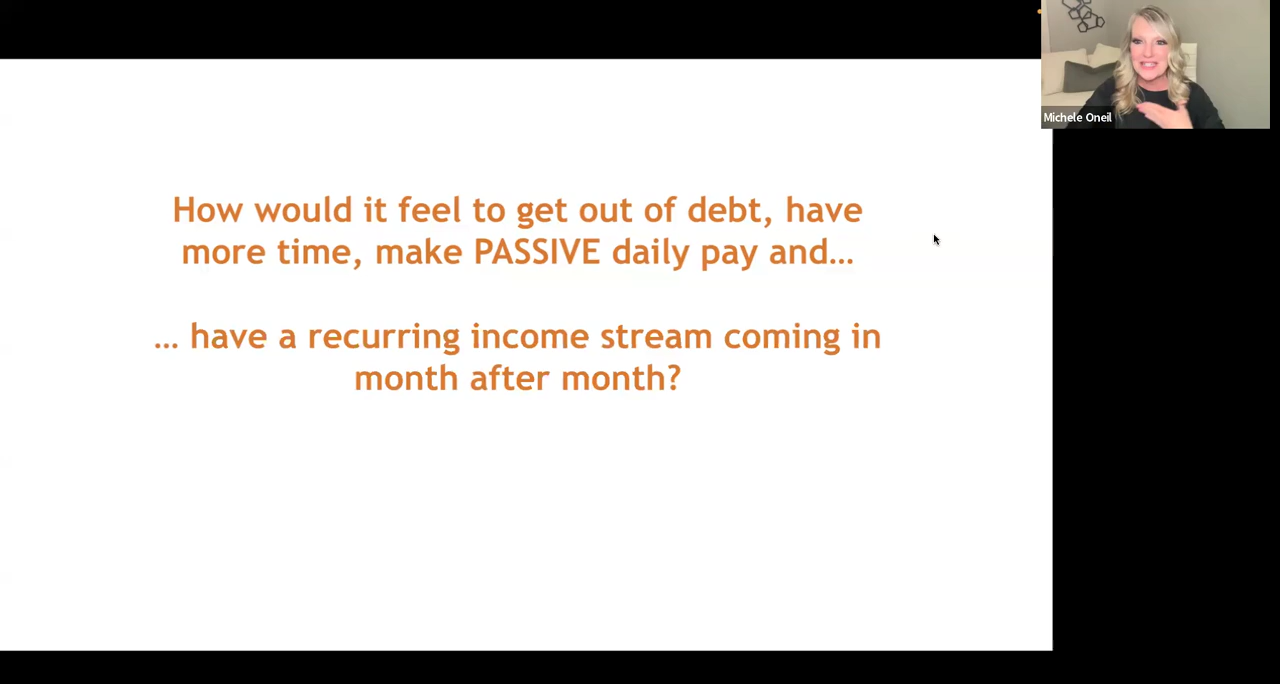 Michele Oneil
How would it feel to get out of debt, have
more time, make PASSIVE daily pay and...
... have a recurring income stream coming in
month after month?